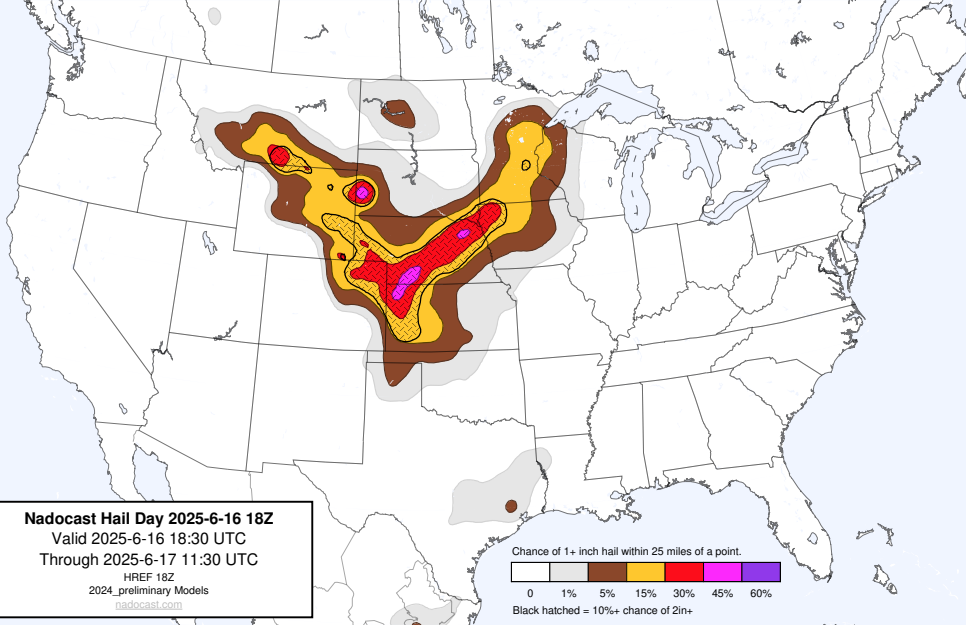 Nadocast Hail Day 2025-6-16 18Z
Valid 2025-6-16 18:30 UTC
Through 2025-6-17 11:30 UTC
HREF 18Z
2024_preliminary Models
nadocast.com
Chance of 1+ inch hail within 25 miles of a point.
0 1% 5% 15% 30% 45% 60%
Black hatched = 10%+ chance of 2in+